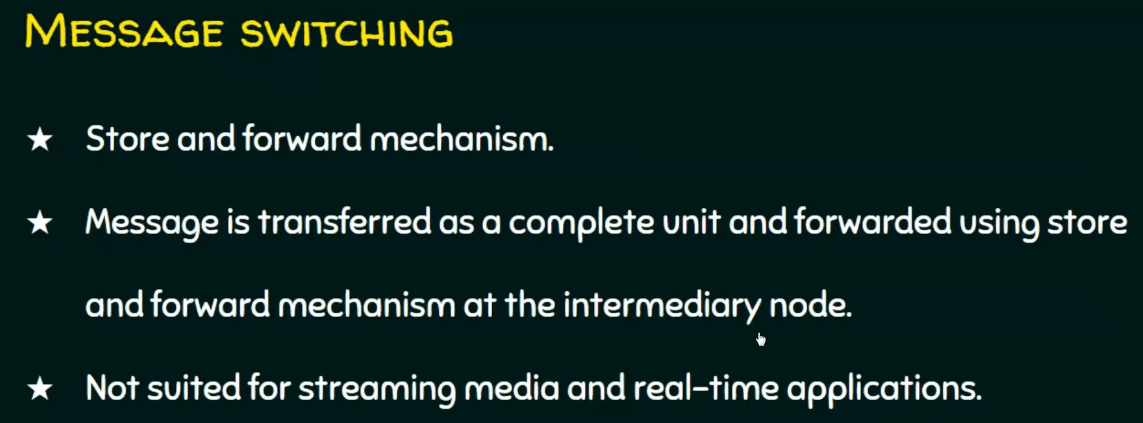 Message switching
★ Store and forward mechanism.
★ Message is transferred as a complete unit and forwarded using store
and forward mechanism at the intermediary node.
★ Not suited for streaming media and real-time applications.